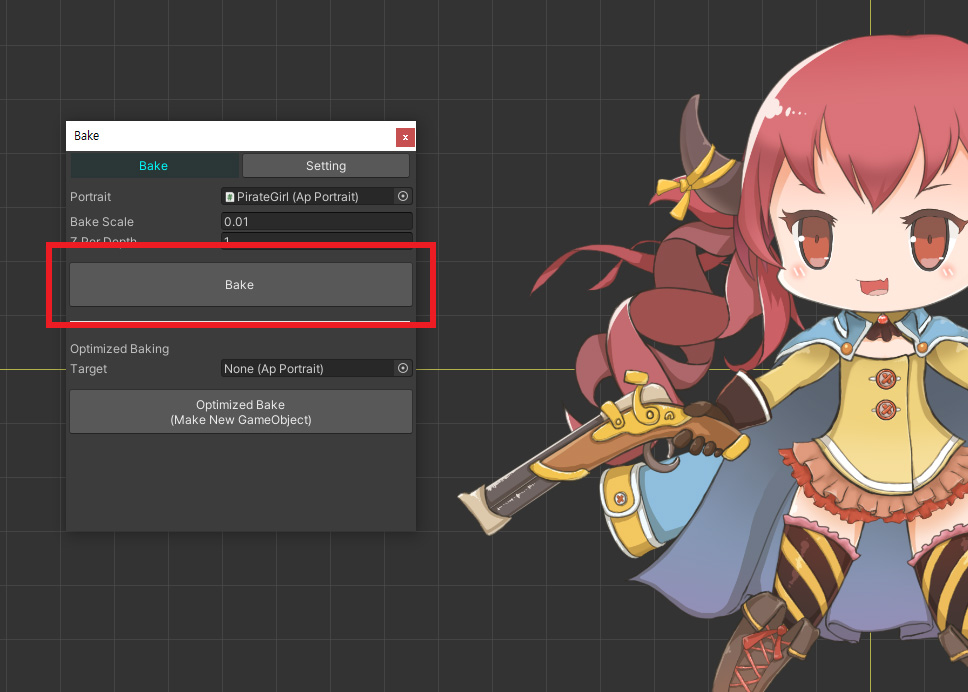 Bake
x
Bake
Setting
Portrait
PirateGirl (Ap Portrait)
Bake Scale
0.01
Z Per Depth
1
Bake
Optimized Baking
Target
None (Ap Portrait)
Optimized Bake
(Make New GameObject)